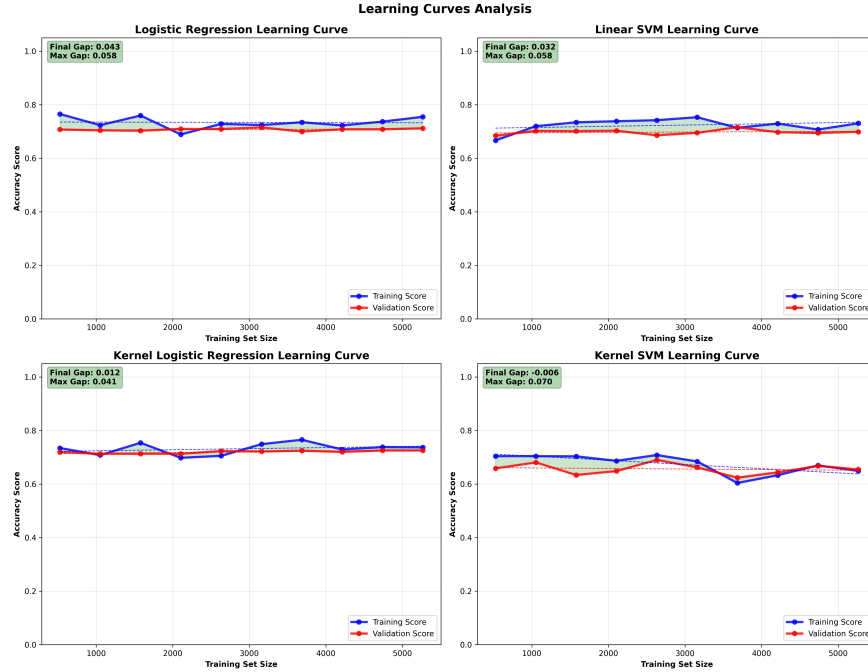 Learning Curves Analysis
Logistic Regression Learning Curve
Final Gap: 0.043
Max Gap: 0.058
1.0
0.8
0.6
0.4
0.2
0.0
Accuracy Score
1000 2000 3000 4000 5000
Training Set Size
Training Score
Validation Score
Linear SVM Learning Curve
Final Gap: 0.032
Max Gap: 0.058
1.0
0.8
0.6
0.4
0.2
0.0
Accuracy Score
1000 2000 3000 4000 5000
Training Set Size
Training Score
Validation Score
Kernel Logistic Regression Learning Curve
Final Gap: 0.012
Max Gap: 0.041
1.0
0.8
0.6
0.4
0.2
0.0
Accuracy Score
1000 2000 3000 4000 5000
Training Set Size
Training Score
Validation Score
Kernel SVM Learning Curve
Final Gap: -0.006
Max Gap: 0.070
1.0
0.8
0.6
0.4
0.2
0.0
Accuracy Score
1000 2000 3000 4000 5000
Training Set Size
Training Score
Validation Score